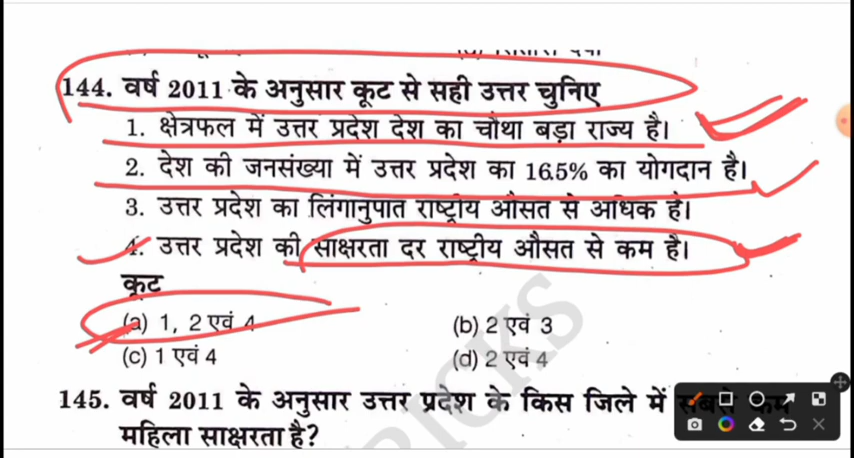 144. वर्ष 2011 के अनुसार कूट से सही उत्तर चुनिए
1. क्षेत्रफल में उत्तर प्रदेश देश का चौथा बड़ा राज्य है।
2. देश की जनसंख्या में उत्तर प्रदेश का 16.5% का योगदान है।
3. उत्तर प्रदेश का लिंगानुपात राष्ट्रीय औसत से अधिक है।
4. उत्तर प्रदेश की साक्षरता दर राष्ट्रीय औसत से कम है।
कूट
(a) 1, 2 एवं 4 (b) 2 एवं 3
(c) 1 एवं 4 (d) 2 एवं 4
145. वर्ष 2011 के अनुसार उत्तर प्रदेश के किस जिले में सबसे कम
महिला साक्षरता है?
RICKS